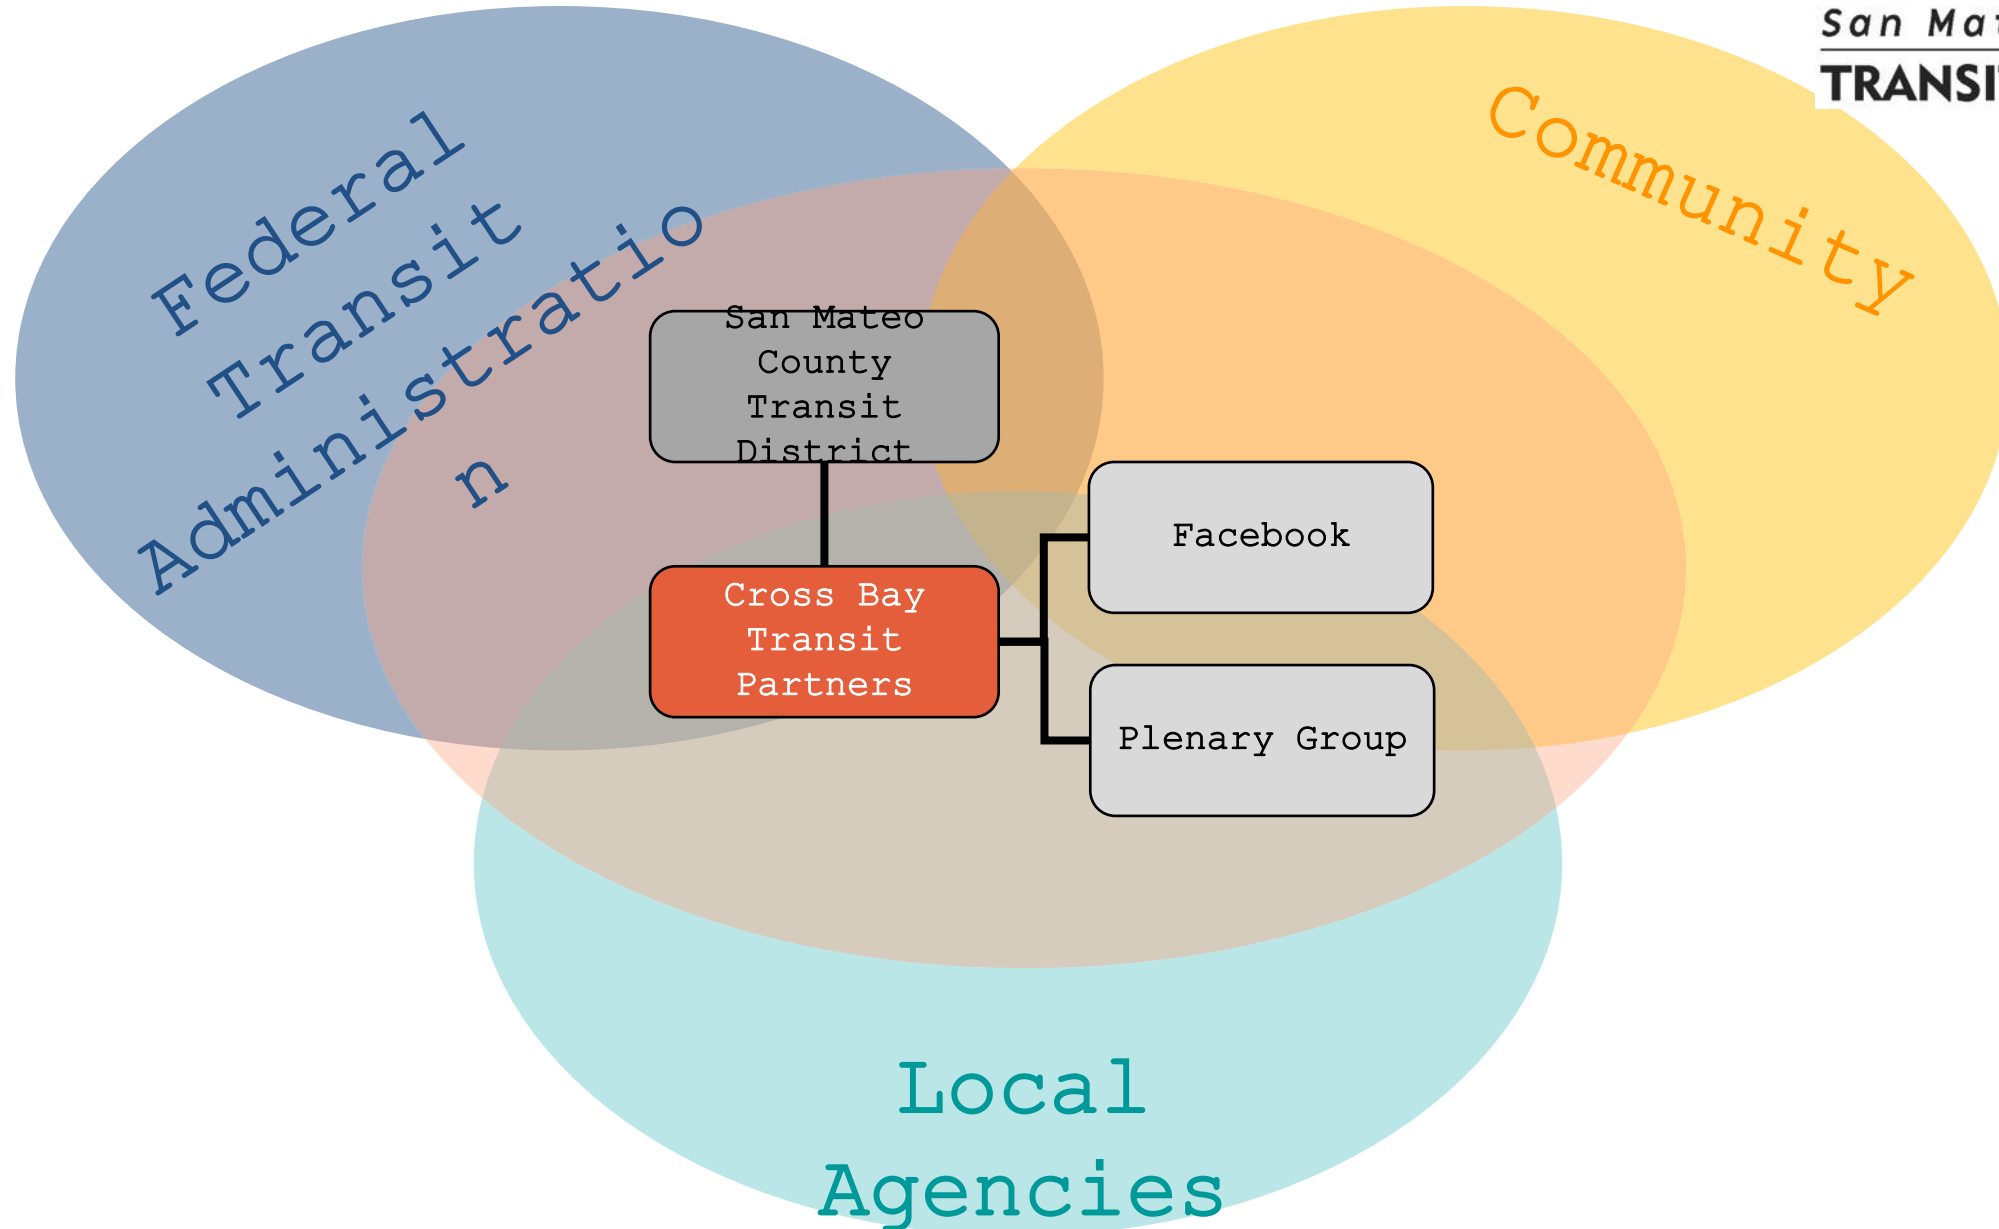 San Mat
TRANSI
Federal
Transit
Administratio
n
Community
San Mateo
County
Transit
District
Facebook
Cross Bay
Transit
Partners
Plenary Group
Local
Agencies